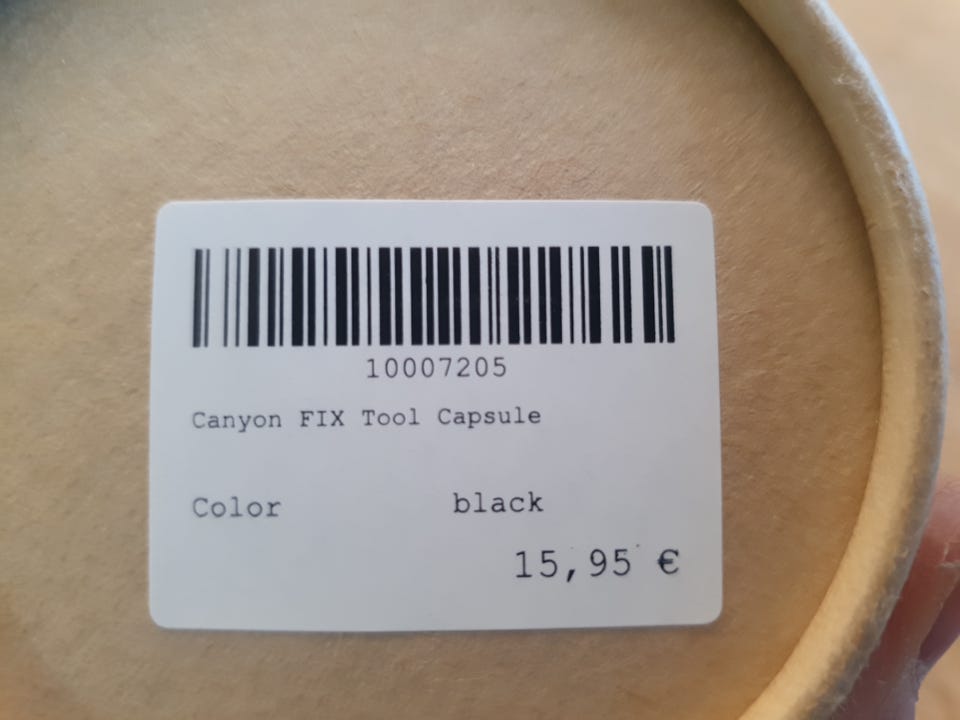 10007205
Canyon FIX Tool Capsule
Color black
15,95 €